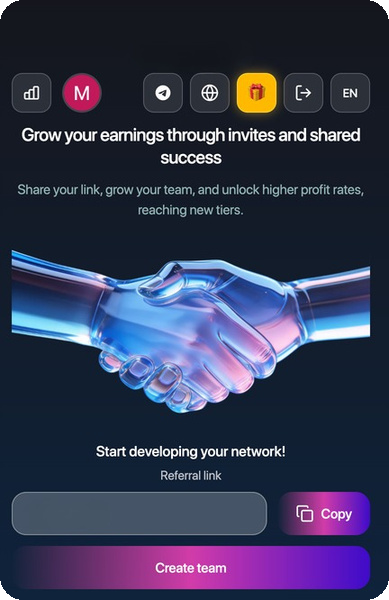 M
EN
Grow your earnings through invites and shared
success
Share your link, grow your team, and unlock higher profit rates,
reaching new tiers.
Start developing your network!
Referral link
Copy
Create team